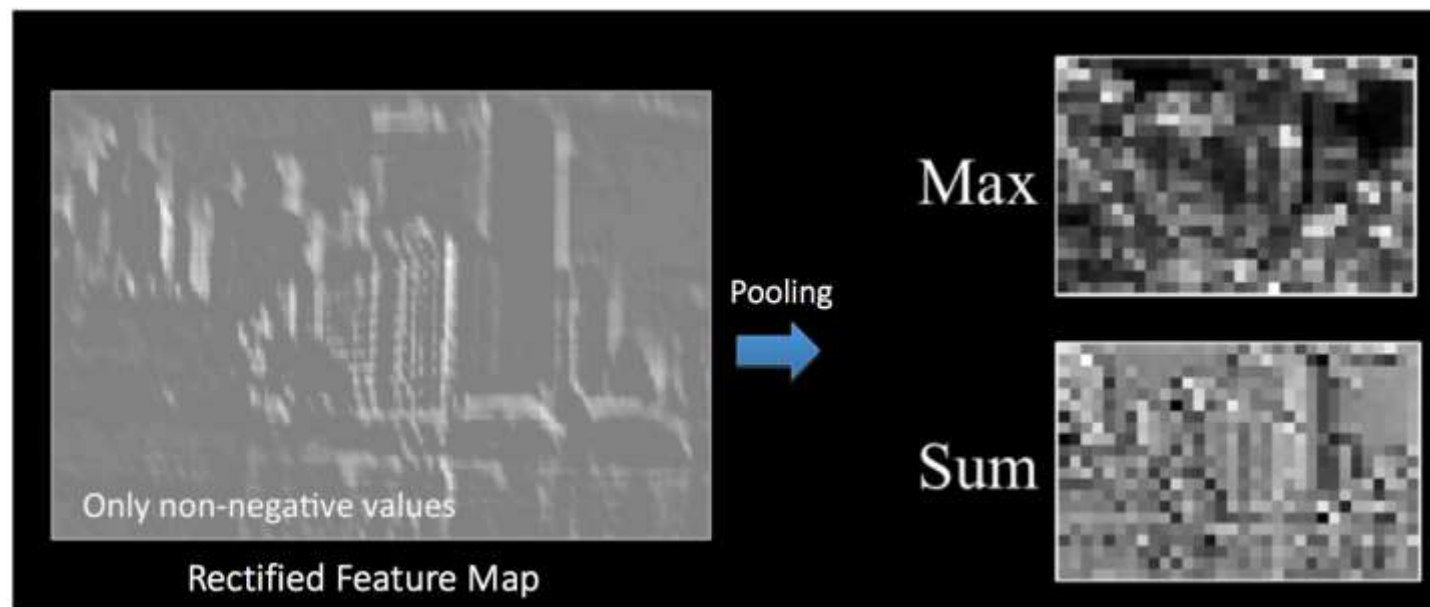 Only non-negative values
Rectified Feature Map
Pooling
Max
Sum